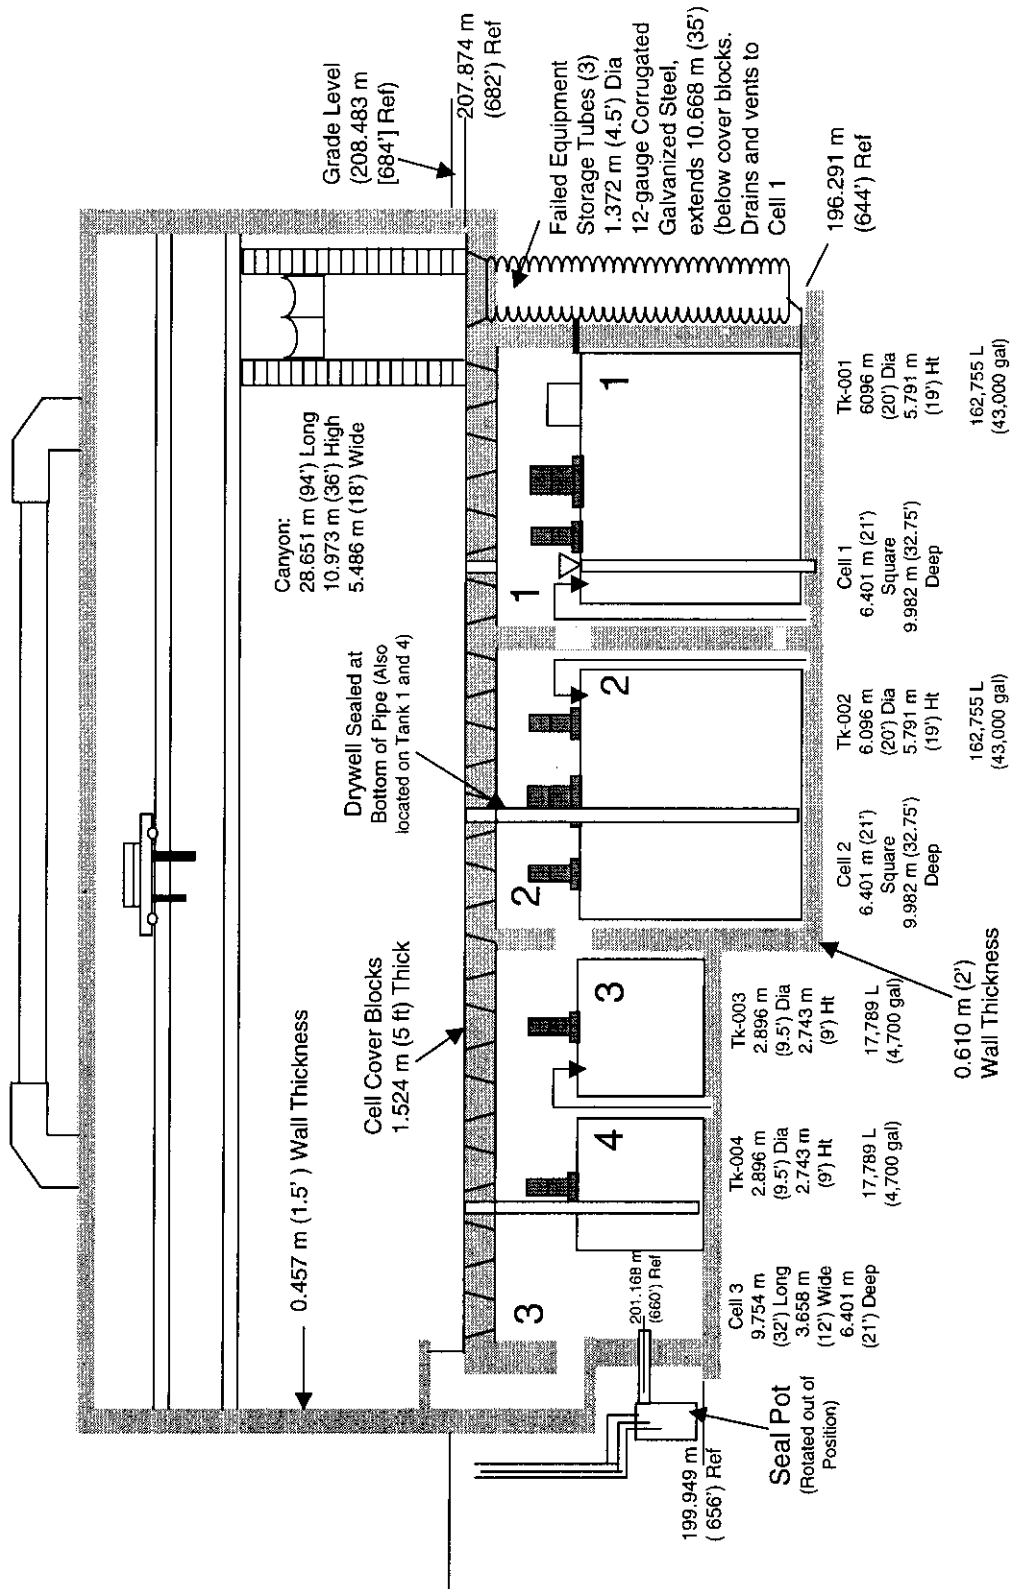 Grade Level
(208.483 m
[684'] Ref)
207.874 m
(682') Ref
Failed Equipment
Storage Tubes (3)
1.372 m (4.5') Dia
12-gauge Corrugated
Galvanized Steel,
extends 10.668 m (35')
(below cover blocks.
Drains and vents to
Cell 1
196.291 m
(644') Ref
Canyon:
28.651 m (94') Long
10.973 m (36') High
5.486 m (18') Wide
Drywell Sealed at
Bottom of Pipe (Also
located on Tank 1 and 4)
Cell Cover Blocks
1.524 m (5 ft) Thick
0.457 m (1.5' ) Wall Thickness
3
2
1
4
3
2
1
201.168 m
(660') Ref
199.949 m
( 656') Ref
Seal Pot
(Rotated out of
Position)
Cell 3
9.754 m
(32') Long
3.658 m
(12') Wide
6.401 m
(21') Deep
Tk-004
2.896 m
(9.5') Dia
2.743 m
(9') Ht
17,789 L
(4,700 gal)
Tk-003
2.896 m
(9.5') Dia
2.743 m
(9') Ht
17,789 L
(4,700 gal)
0.610 m (2')
Wall Thickness
Cell 2
6.401 m (21')
Square
9.982 m (32.75')
Deep
Tk-002
6.096 m
(20') Dia
5.791 m
(19') Ht
162,755 L
(43,000 gal)
Cell 1
6.401 m (21')
Square
9.982 m (32.75')
Deep
Tk-001
6096 m
(20') Dia
5.791 m
(19') Ht
162,755 L
(43,000 gal)